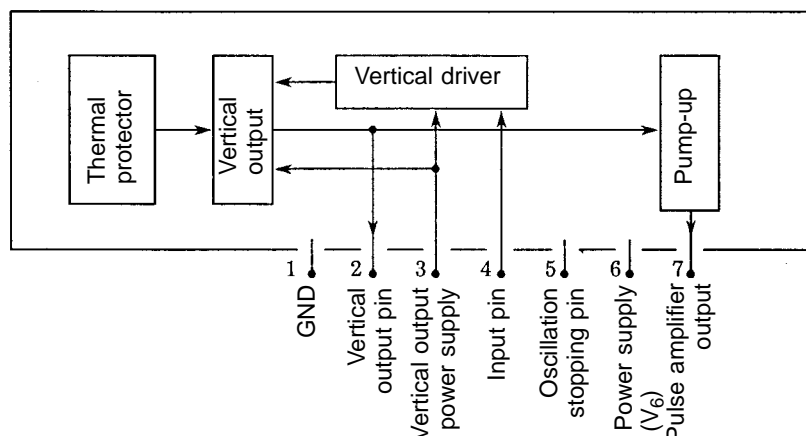 Thermal
protector
Vertical
output
Vertical driver
Pump-up
1
2
3
4
5
6
7
GND
Vertical
output pin
Vertical output
power supply
Input pin
Oscillation
stopping pin
Power supply
(V6)
Pulse amplifier
output